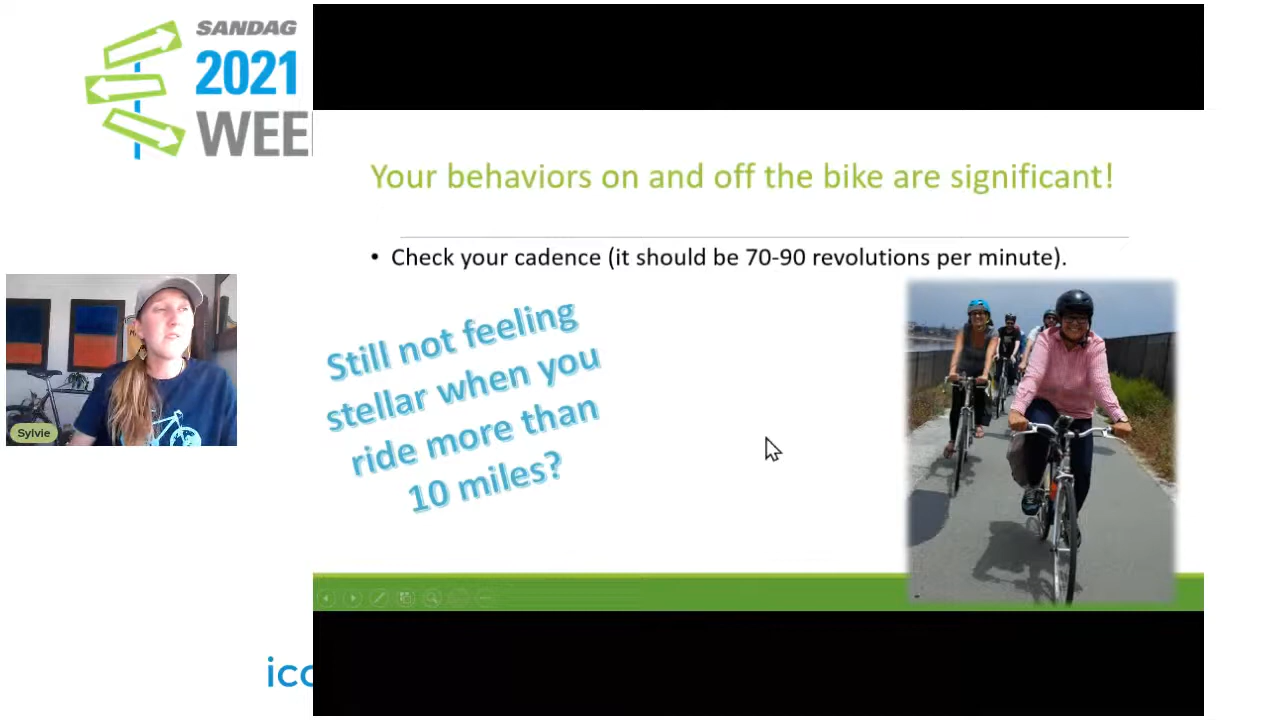 SANDAG
2021
WEE
Your behaviors on and off the bike are significant!
• Check your cadence (it should be 70-90 revolutions per minute).
Still not feeling
stellar when you
ride more than
10 miles?
Sylvie
ico